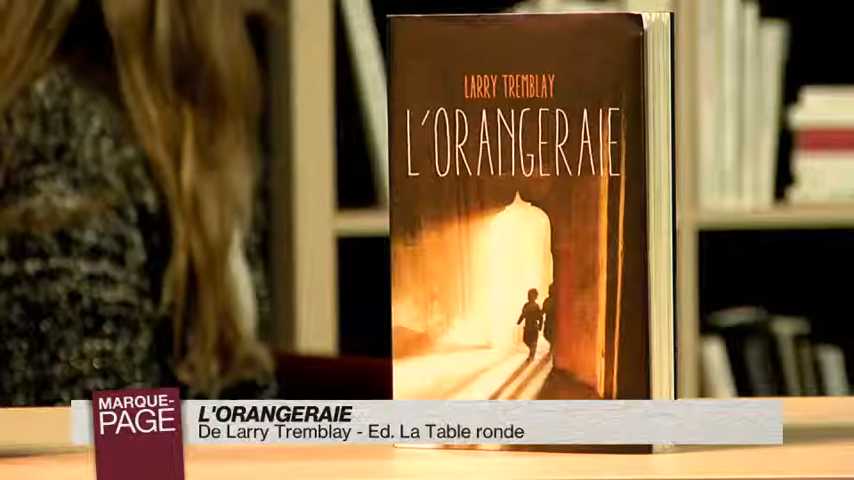 LARRY TREMBLAY
L'ORANGERAIE
MARQUE-
PAGE
L'ORANGERAIE
De Larry Tremblay - Ed. La Table ronde